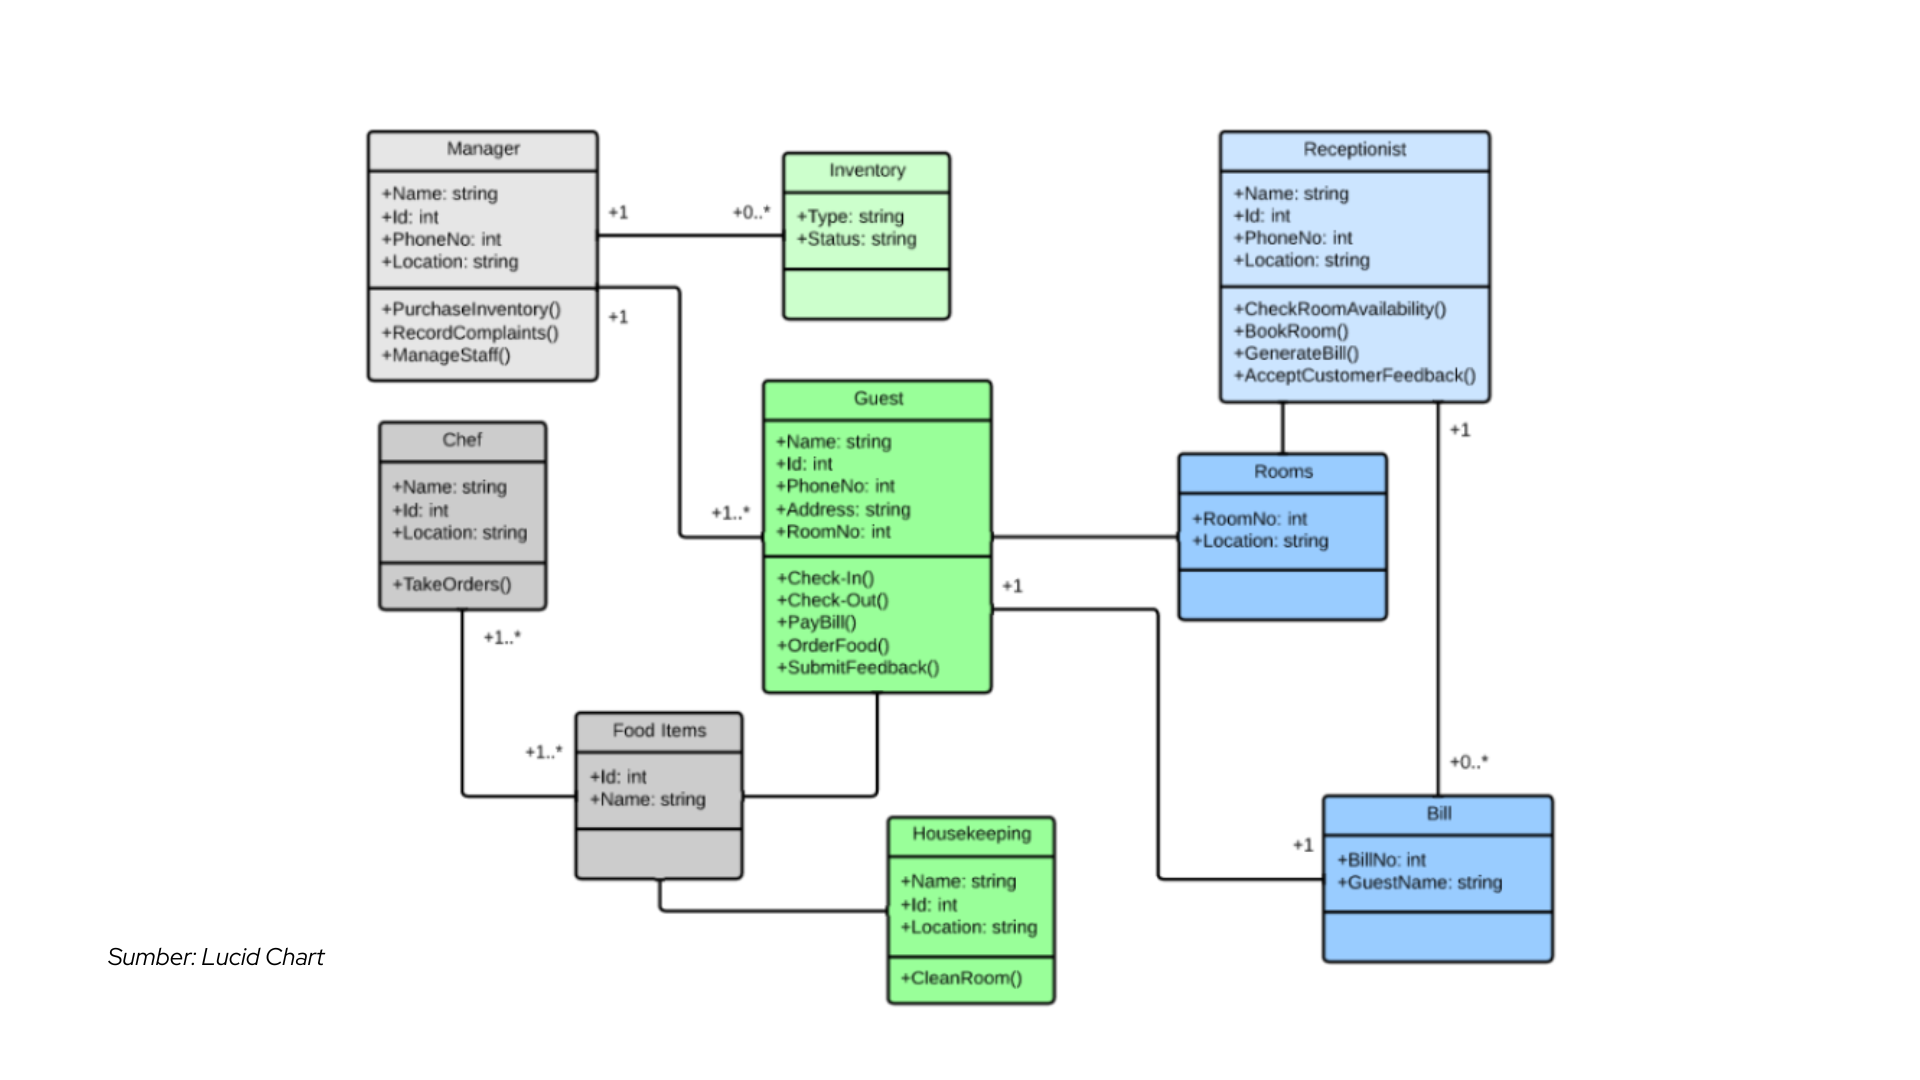 Manager
+Name: string
+Id: int
+PhoneNo: int
+Location: string
+PurchaseInventory()
+RecordComplaints()
+ManageStaff()
+1
+0..*
+1
Inventory
+Type: string
+Status: string
Receptionist
+Name: string
+Id: int
+PhoneNo: int
+Location: string
+CheckRoomAvailability()
+BookRoom()
+GenerateBill()
+AcceptCustomerFeedback()
+1
Chef
+Name: string
+Id: int
+Location: string
+TakeOrders()
+1..*
+1..*
Guest
+Name: string
+Id: int
+PhoneNo: int
+Address: string
+RoomNo: int
+Check-In()
+Check-Out()
+PayBill()
+OrderFood()
+SubmitFeedback()
+1
Rooms
+RoomNo: int
+Location: string
+1..*
Food Items
+Id: int
+Name: string
Housekeeping
+Name: string
+Id: int
+Location: string
+CleanRoom()
+0..*
+1
Bill
+BillNo: int
+GuestName: string
Sumber: Lucid Chart